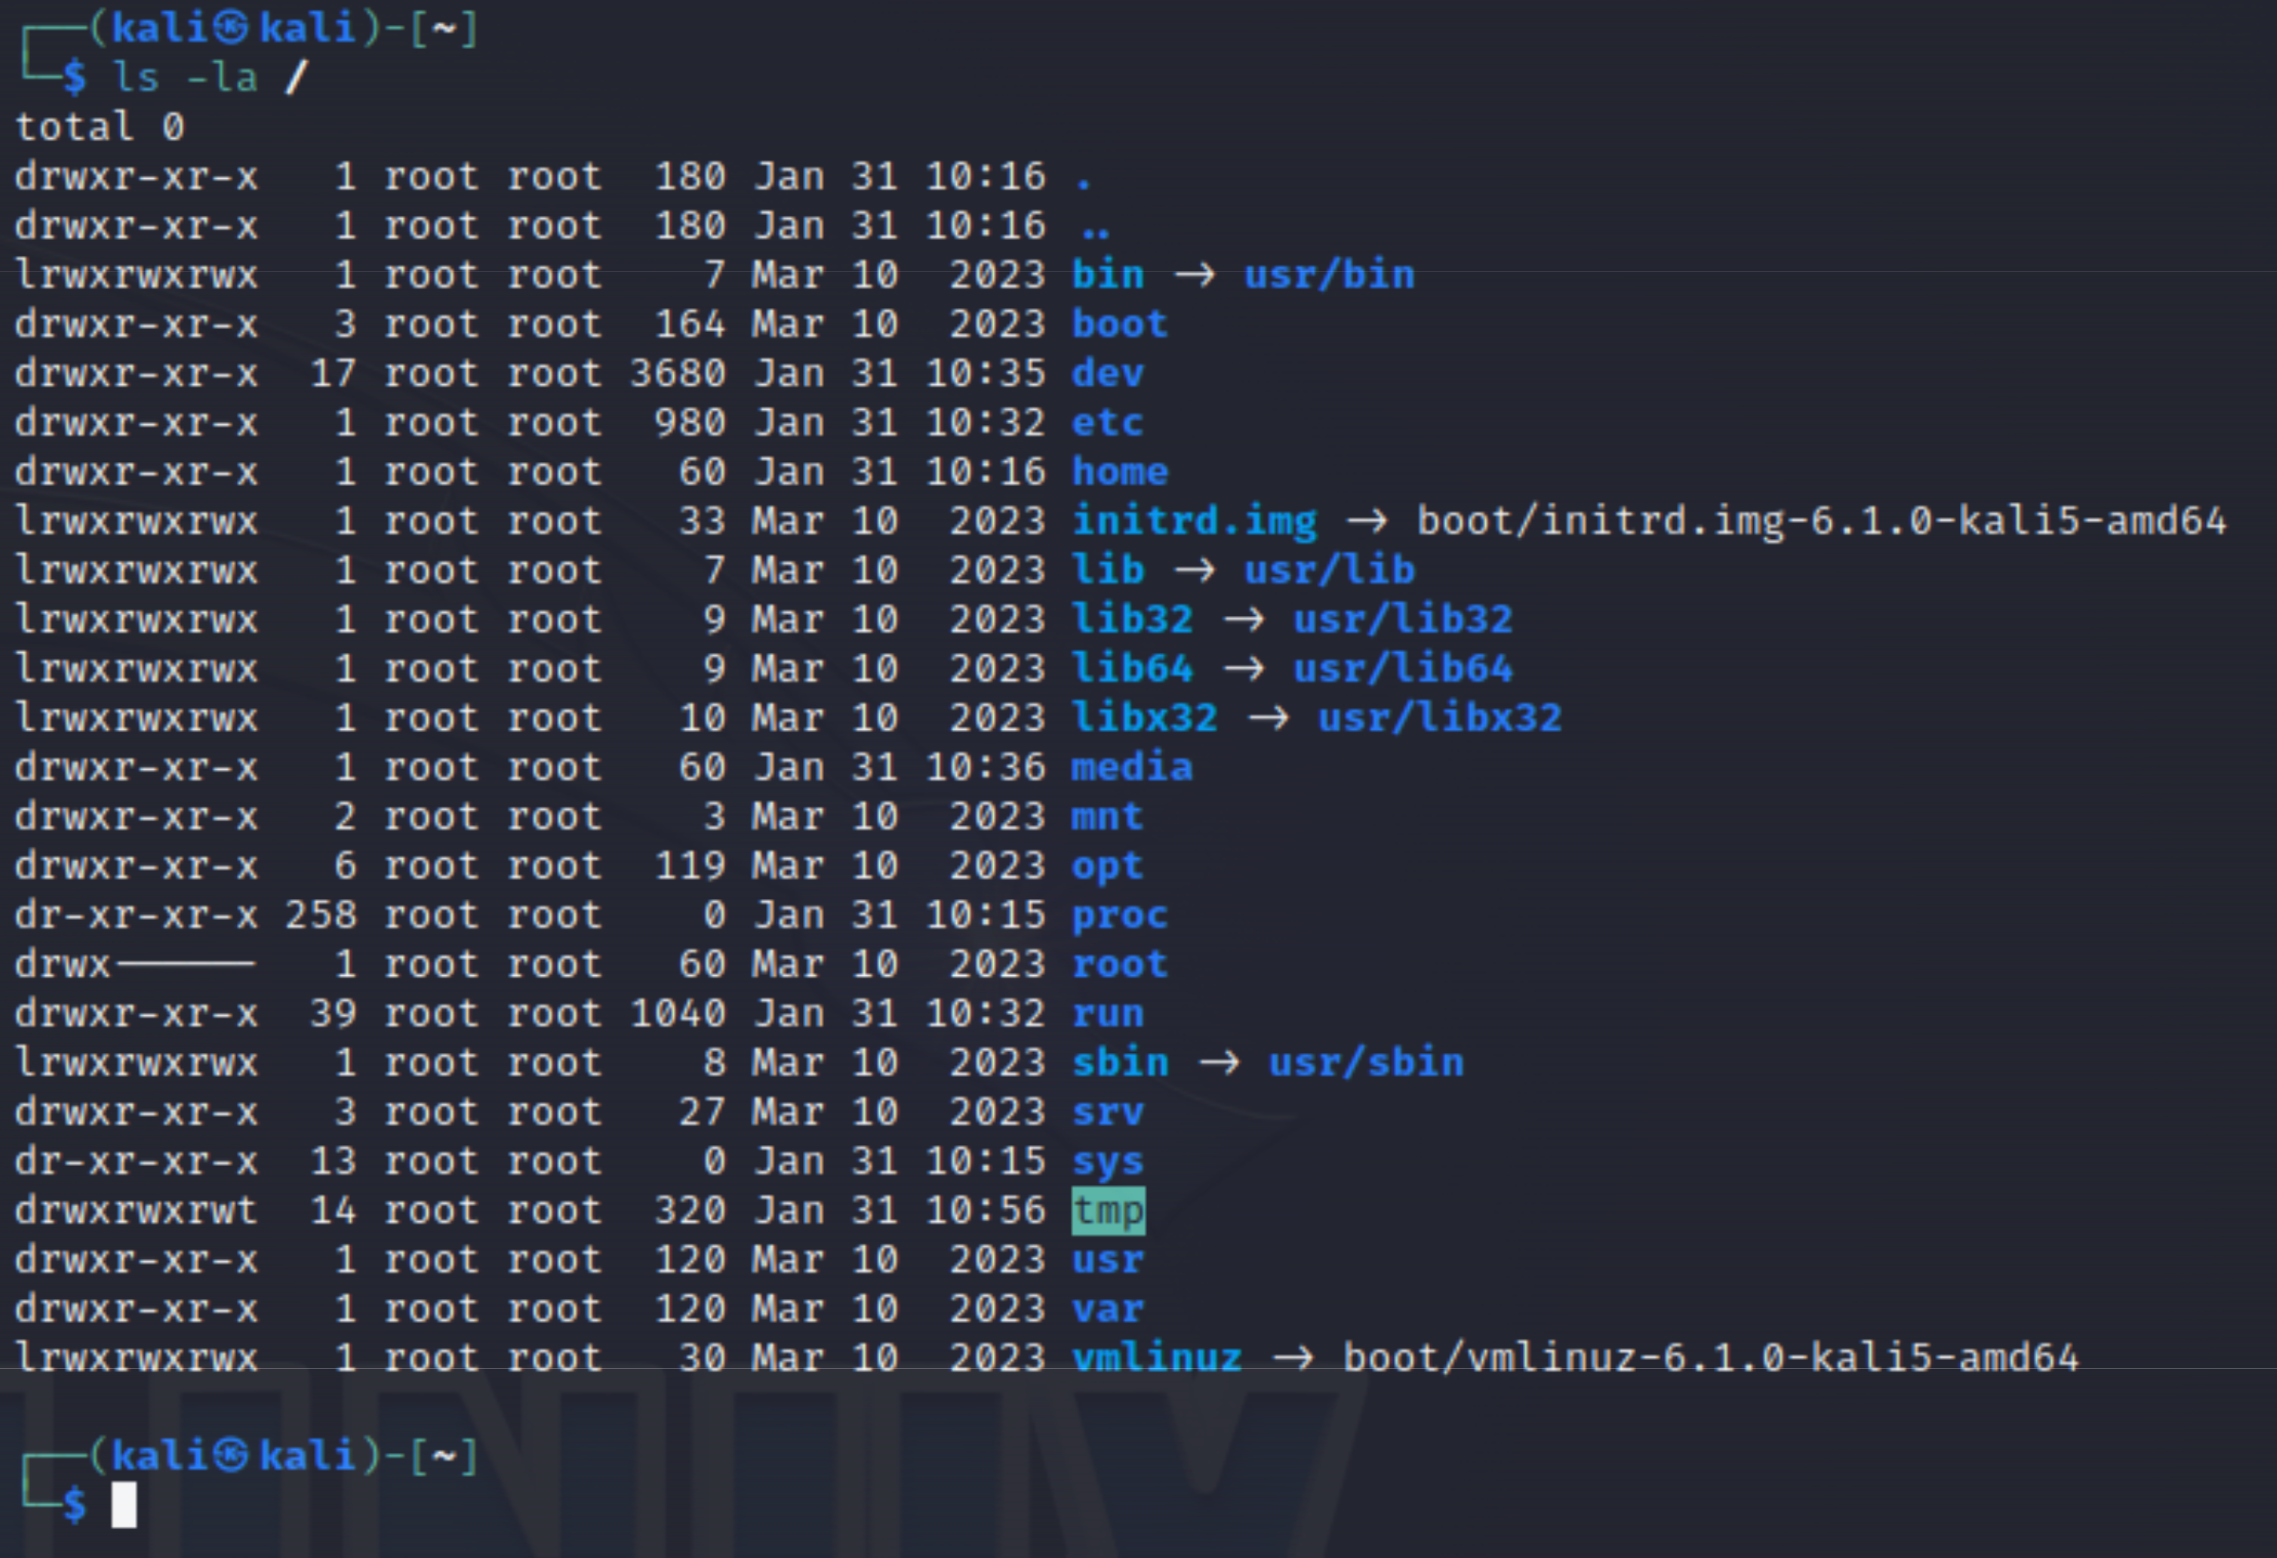 ┌──(kali㉿kali)-[~]
└─$ ls -la /
total 0
drwxr-xr-x   1 root root  180 Jan 31 10:16 .
drwxr-xr-x   1 root root  180 Jan 31 10:16 ..
lrwxrwxrwx   1 root root    7 Mar 10  2023 bin → usr/bin
drwxr-xr-x   3 root root  164 Mar 10  2023 boot
drwxr-xr-x  17 root root 3680 Jan 31 10:35 dev
drwxr-xr-x   1 root root  980 Jan 31 10:32 etc
drwxr-xr-x   1 root root   60 Jan 31 10:16 home
lrwxrwxrwx   1 root root   33 Mar 10  2023 initrd.img → boot/initrd.img-6.1.0-kali5-amd64
lrwxrwxrwx   1 root root    7 Mar 10  2023 lib → usr/lib
lrwxrwxrwx   1 root root    9 Mar 10  2023 lib32 → usr/lib32
lrwxrwxrwx   1 root root    9 Mar 10  2023 lib64 → usr/lib64
lrwxrwxrwx   1 root root   10 Mar 10  2023 libx32 → usr/libx32
drwxr-xr-x   1 root root   60 Jan 31 10:36 media
drwxr-xr-x   2 root root    3 Mar 10  2023 mnt
drwxr-xr-x   6 root root  119 Mar 10  2023 opt
dr-xr-xr-x 258 root root    0 Jan 31 10:15 proc
drwx------   1 root root   60 Mar 10  2023 root
drwxr-xr-x  39 root root 1040 Jan 31 10:32 run
lrwxrwxrwx   1 root root    8 Mar 10  2023 sbin → usr/sbin
drwxr-xr-x   3 root root   27 Mar 10  2023 srv
dr-xr-xr-x  13 root root    0 Jan 31 10:15 sys
drwxrwxrwt  14 root root  320 Jan 31 10:56 tmp
drwxr-xr-x   1 root root  120 Mar 10  2023 usr
drwxr-xr-x   1 root root  120 Mar 10  2023 var
lrwxrwxrwx   1 root root   30 Mar 10  2023 vmlinuz → boot/vmlinuz-6.1.0-kali5-amd64
┌──(kali㉿kali)-[~]
└─$